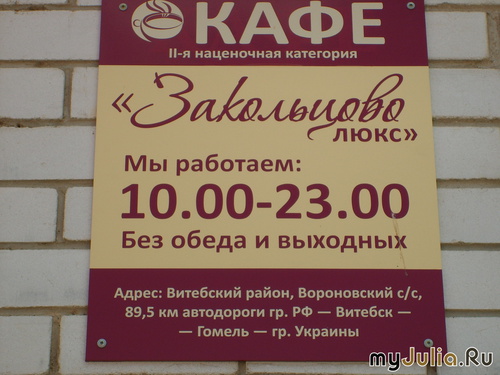 КАФЕ
II-я наценочная категория
«Закольцово
люкс»
Мы работаем:
10.00-23.00
Без обеда и выходных
Адрес: Витебский район, Вороновский с/с,
89,5 км автодороги гр. РФ — Витебск —
— Гомель — гр. Украины
myJulia.Ru